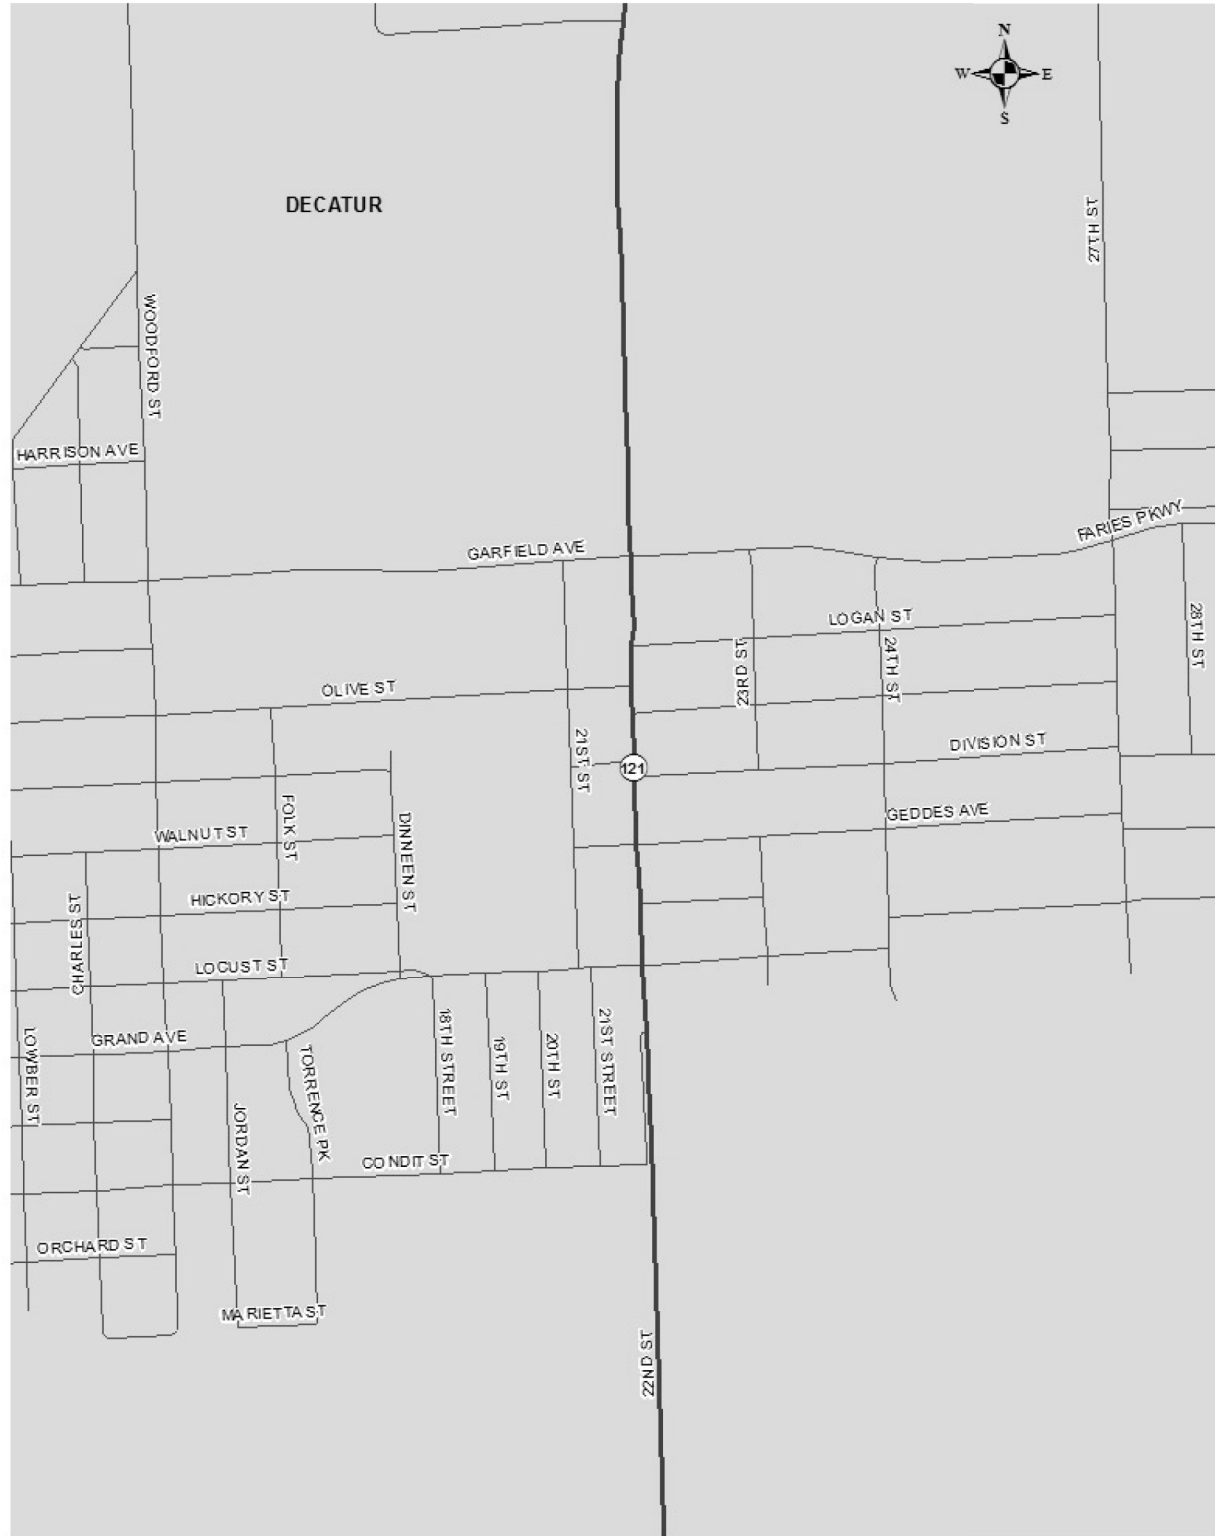 N
W E
S
DECATUR
27TH ST
WOODFORD ST
HARRISON AVE
FARIES PKWY
GARFIELD AVE
LOGAN ST
28TH ST
23RD ST
24TH ST
OLIVE ST
21ST ST
DIVISION ST
121
GEDDES AVE
FOLK ST
DINNEEN ST
WALNUT ST
HICKORY ST
CHARLES ST
LOCUST ST
GRAND AVE
LOWBER ST
18TH STREET
19TH ST
20TH ST
21ST STREET
TORRENCE PK
JORDAN ST
CONDIT ST
ORCHARD ST
MARIETTA ST
22ND ST